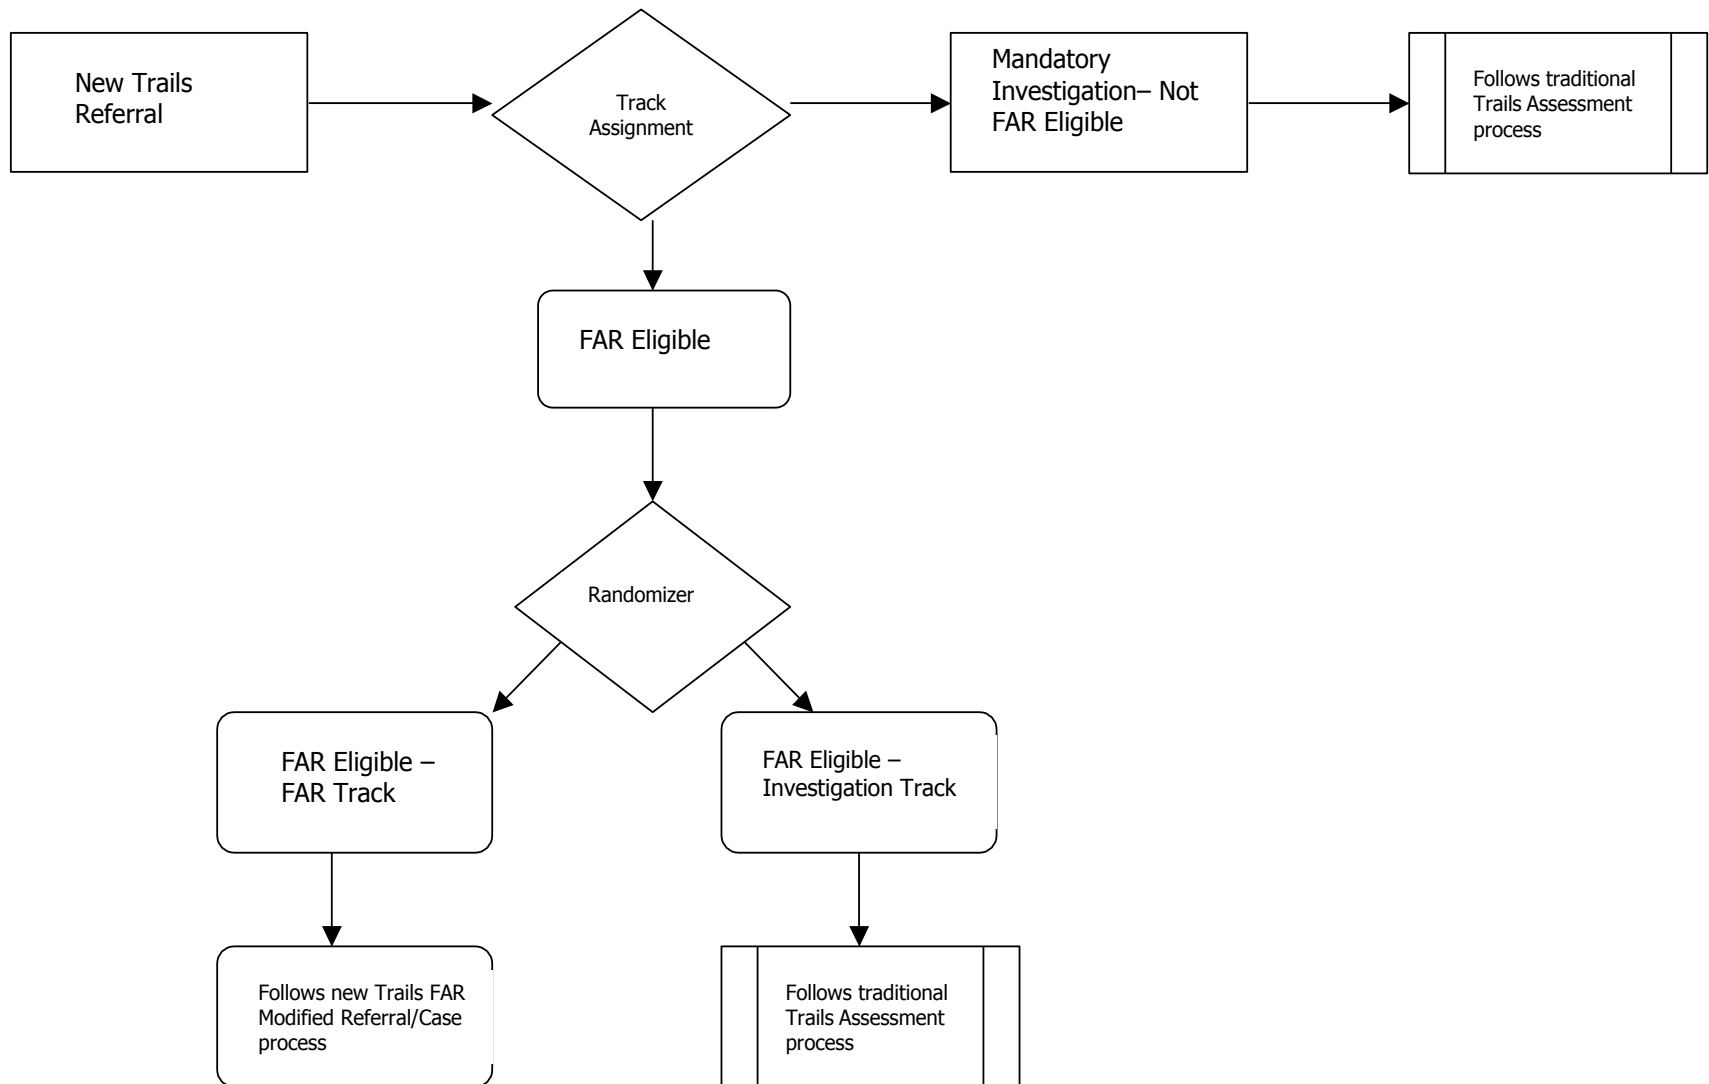 New Trails
Referral
Track
Assignment
Mandatory
Investigation– Not
FAR Eligible
Follows traditional
Trails Assessment
process
FAR Eligible
Randomizer
FAR Eligible –
FAR Track
FAR Eligible –
Investigation Track
Follows new Trails FAR
Modified Referral/Case
process
Follows traditional
Trails Assessment
process